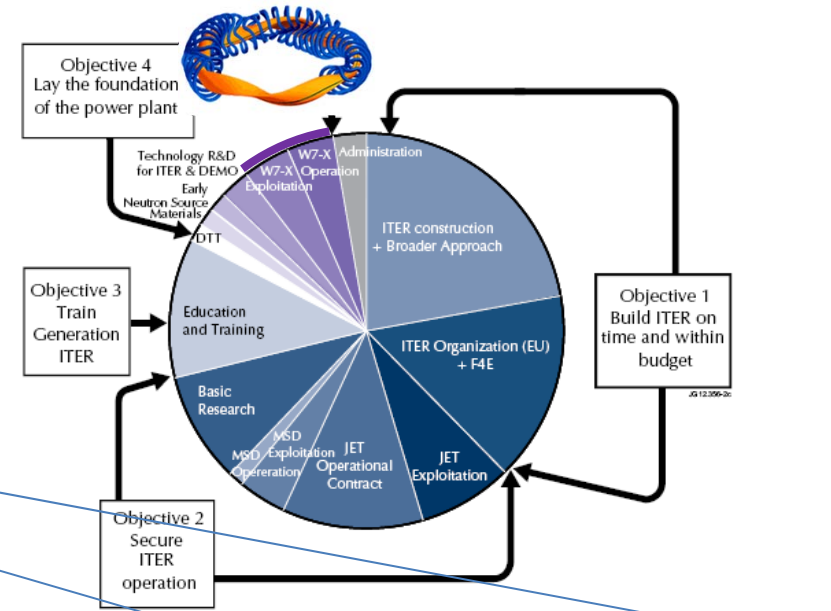 Objective 4
Lay the foundation
of the power plant
Technology R&D
for ITER & DEMO
Early
Neutron Source
Materials
DTT
W7-X
Exploitation
W7-X
Operation
Administration
ITER construction
+ Broader Approach
Objective 3
Train
Generation
ITER
Education
and Training
ITER Organization (EU)
+ F4E
Objective 1
Build ITER on
time and within
budget
JG12.356-2c
Basic
Research
MSD
Opereration
MSD
Exploitation
JET
Operational
Contract
JET
Exploitation
Objective 2
Secure
ITER
operation